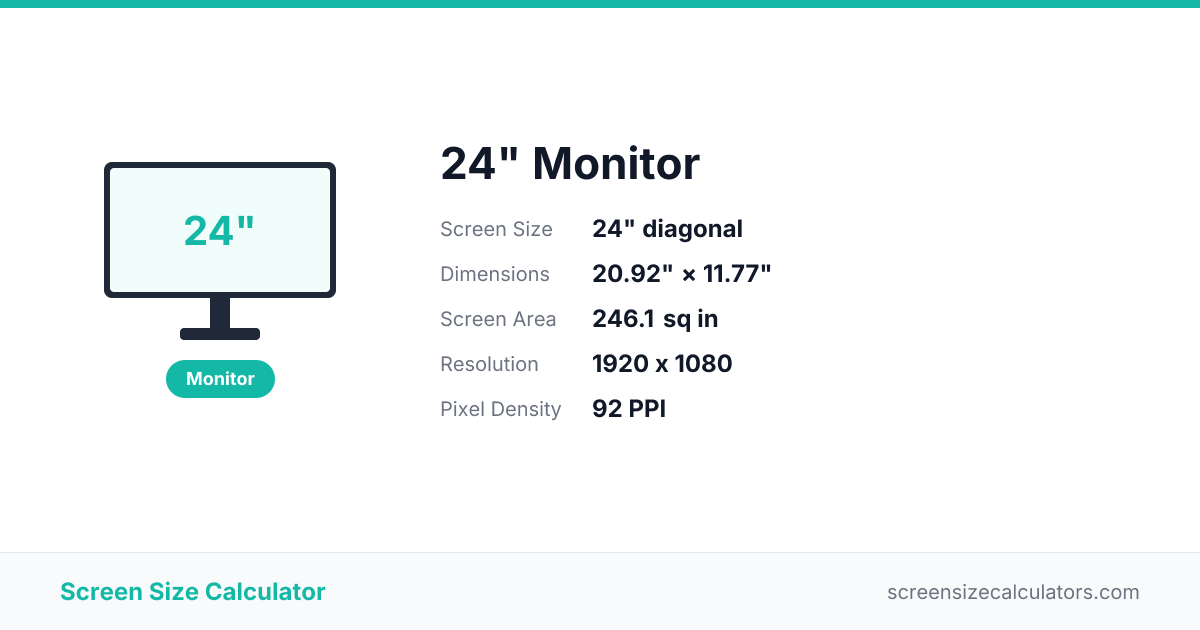 24"
Monitor
24" Monitor
Screen Size 24" diagonal
Dimensions 20.92" × 11.77"
Screen Area 246.1 sq in
Resolution 1920 x 1080
Pixel Density 92 PPI
Screen Size Calculator
screensizecalculators.com